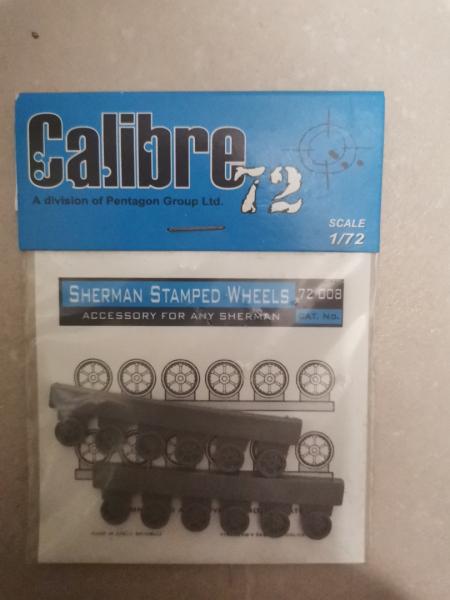 Calibre
72
A division of Pentagon Group Ltd.
SCALE
1/72
SHERMAN STAMPED WHEELS
72 008
ACCESSORY FOR ANY SHERMAN
CAT. NO.